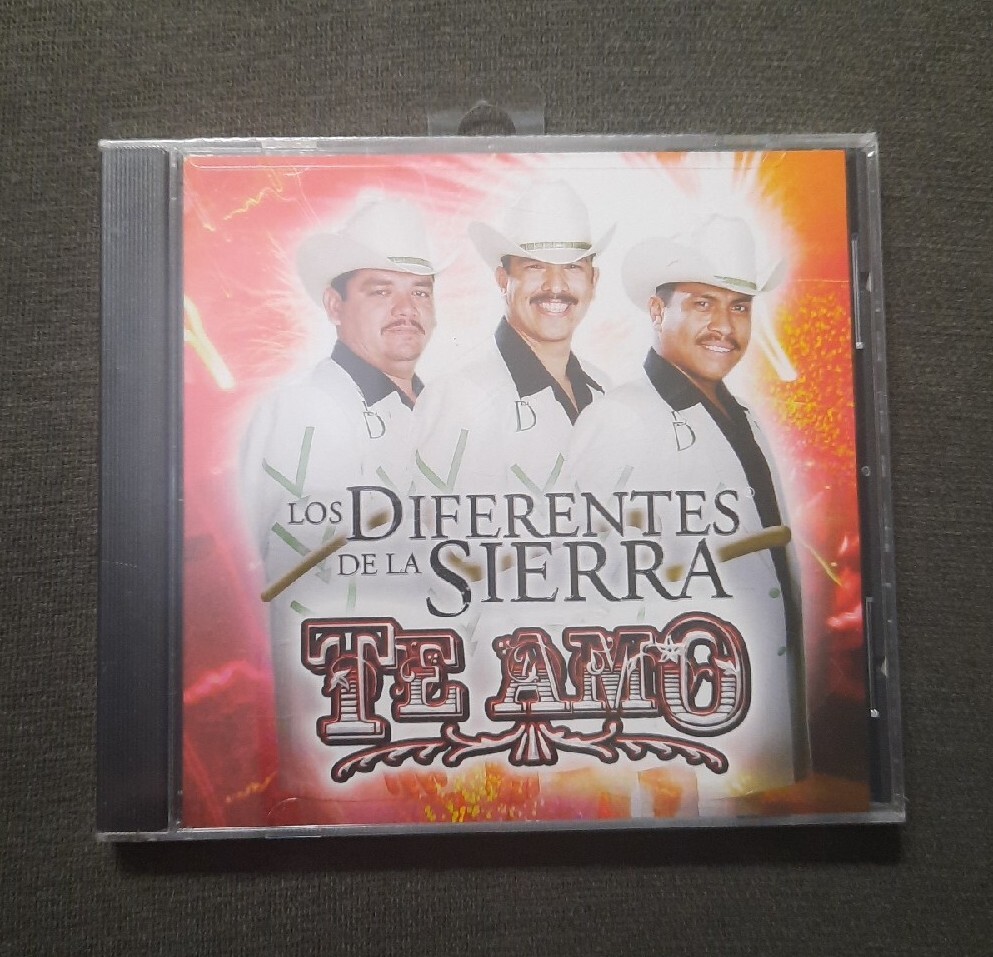 D
D
D
LOS DIFERENTES
DE LA SIERRA
TE AMO